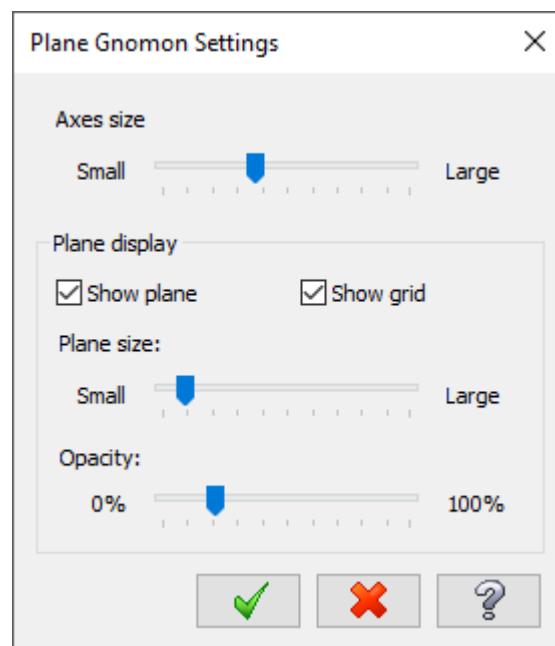 Plane Gnomon Settings
Axes size
Small Large
Plane display
Show plane Show grid
Plane size:
Small Large
Opacity:
0% 100%